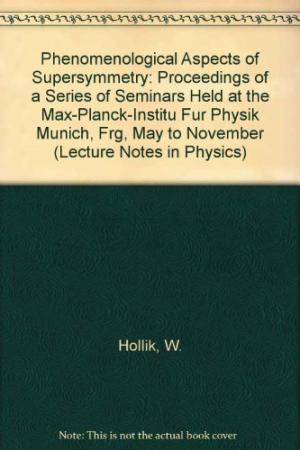 Phenomenological Aspects of
Supersymmetry: Proceedings of
a Series of Seminars Held at the
Max-Planck-Institu Fur Physik
Munich, Frg, May to November
(Lecture Notes in Physics)
Hollik, W.
Note: This is not the actual book cover